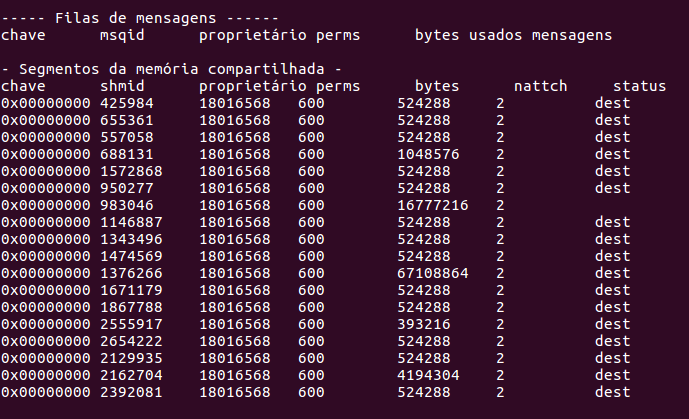 ----- Filas de mensagens ------
chave      msqid      proprietário perms      bytes usados mensagens
- Segmentos da memória compartilhada -
chave      shmid      proprietário perms      bytes      nattch     status
0x00000000 425984     18016568   600        524288     2          dest
0x00000000 655361     18016568   600        524288     2          dest
0x00000000 557058     18016568   600        524288     2          dest
0x00000000 688131     18016568   600        1048576    2          dest
0x00000000 1572868    18016568   600        524288     2          dest
0x00000000 950277     18016568   600        524288     2          dest
0x00000000 983046     18016568   600        16777216   2
0x00000000 1146887    18016568   600        524288     2          dest
0x00000000 1343496    18016568   600        524288     2          dest
0x00000000 1474569    18016568   600        524288     2          dest
0x00000000 1376266    18016568   600        67108864   2          dest
0x00000000 1671179    18016568   600        524288     2          dest
0x00000000 1867788    18016568   600        524288     2          dest
0x00000000 2555917    18016568   600        393216     2          dest
0x00000000 2654222    18016568   600        524288     2          dest
0x00000000 2129935    18016568   600        524288     2          dest
0x00000000 2162704    18016568   600        4194304    2          dest
0x00000000 2392081    18016568   600        524288     2          dest